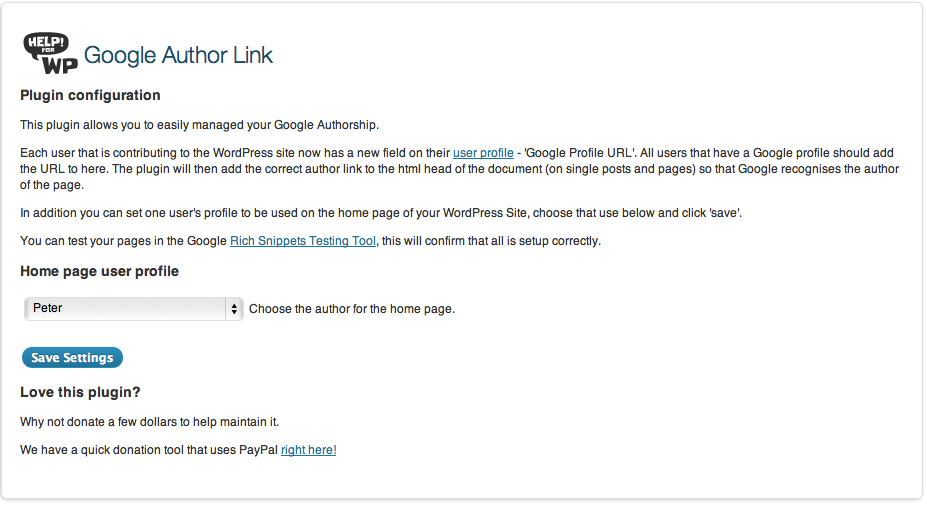 HELP!
FOR
WP
Google Author Link
Plugin configuration
This plugin allows you to easily managed your Google Authorship.
Each user that is contributing to the WordPress site now has a new field on their user profile - 'Google Profile URL'. All users that have a Google profile should add
the URL to here. The plugin will then add the correct author link to the html head of the document (on single posts and pages) so that Google recognises the author
of the page.
In addition you can set one user's profile to be used on the home page of your WordPress Site, choose that use below and click 'save'.
You can test your pages in the Google Rich Snippets Testing Tool, this will confirm that all is setup correctly.
Home page user profile
Peter Choose the author for the home page.
Save Settings
Love this plugin?
Why not donate a few dollars to help maintain it.
We have a quick donation tool that uses PayPal right here!